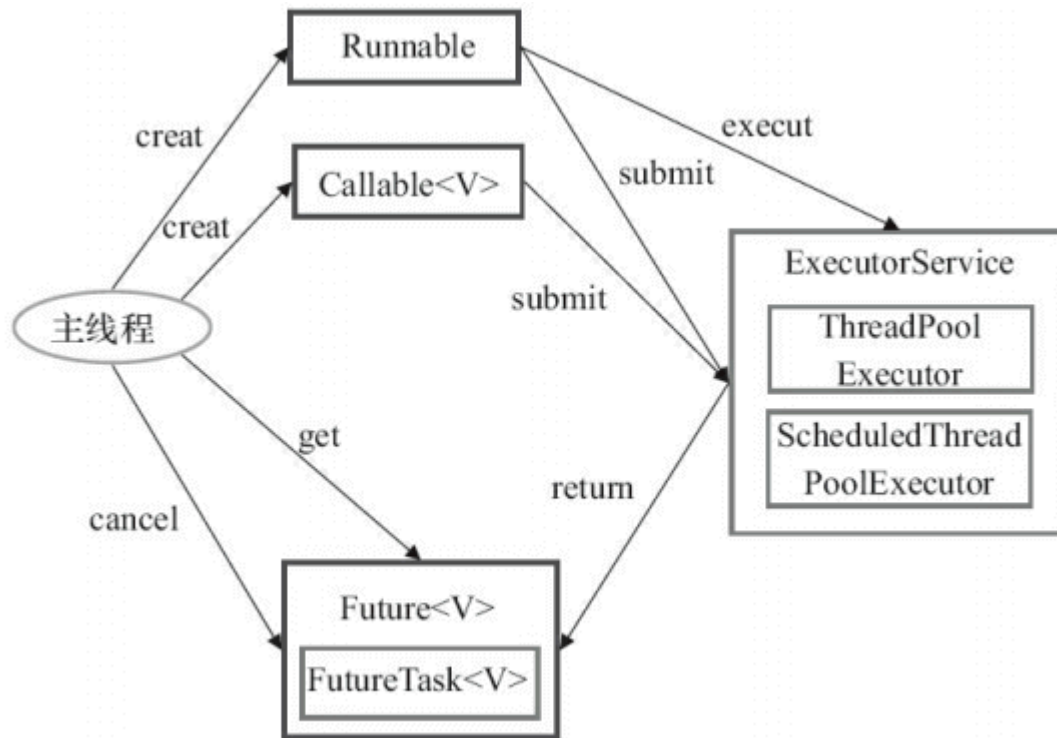 Runnable
creat
execut
Callable<V>
submit
creat
ExecutorService
submit
主线程
ThreadPool
Executor
get
ScheduledThread
PoolExecutor
return
cancel
Future<V>
FutureTask<V>